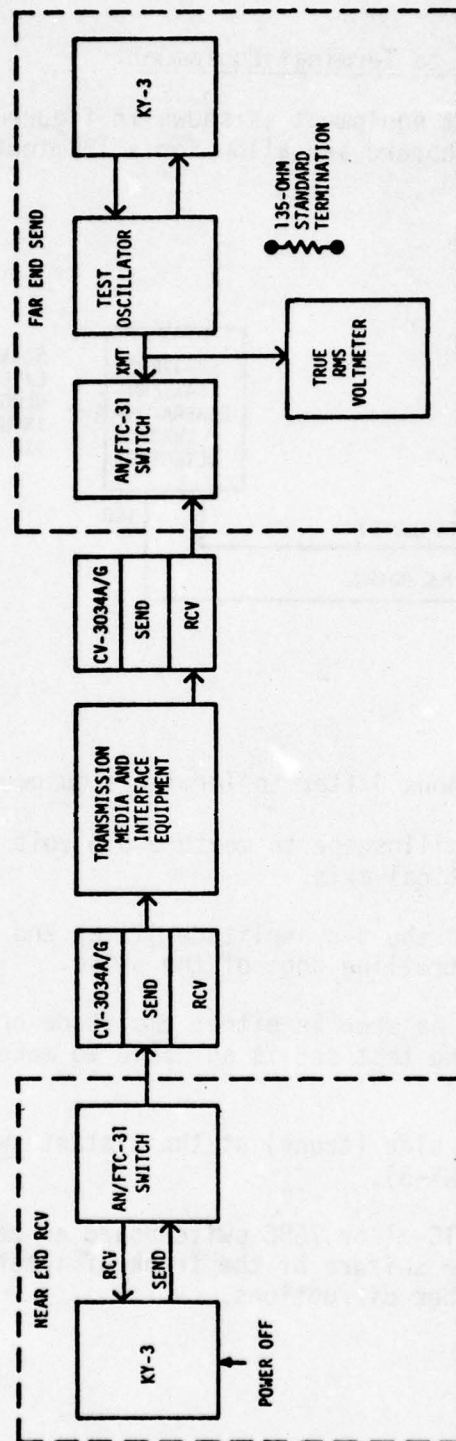 NEAR END RCV
KY-3
POWER OFF
RCV
SEND
AN/FTC-31
SWITCH
CV-3034A/G
SEND
RCV
TRANSMISSION
MEDIA AND
INTERFACE
EQUIPMENT
CV-3034A/G
SEND
RCV
FAR END SEND
AN/FTC-31
SWITCH
XMT
TEST
OSCILLATOR
KY-3
TRUE
RMS
VOLTMETER
135-OHM
STANDARD
TERMINATION